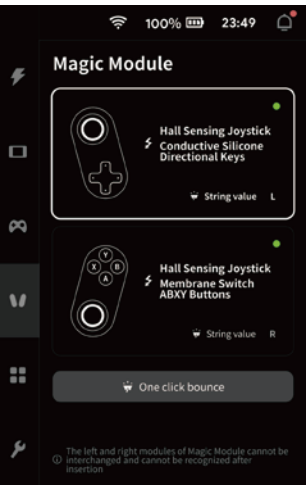 100% 23:49
Magic Module
Hall Sensing Joystick
Conductive Silicone
Directional Keys
String value L
Y
X B
A
Hall Sensing Joystick
Membrane Switch
ABXY Buttons
String value R
One click bounce
The left and right modules of Magic Module cannot be
interchanged and cannot be recognized after
insertion